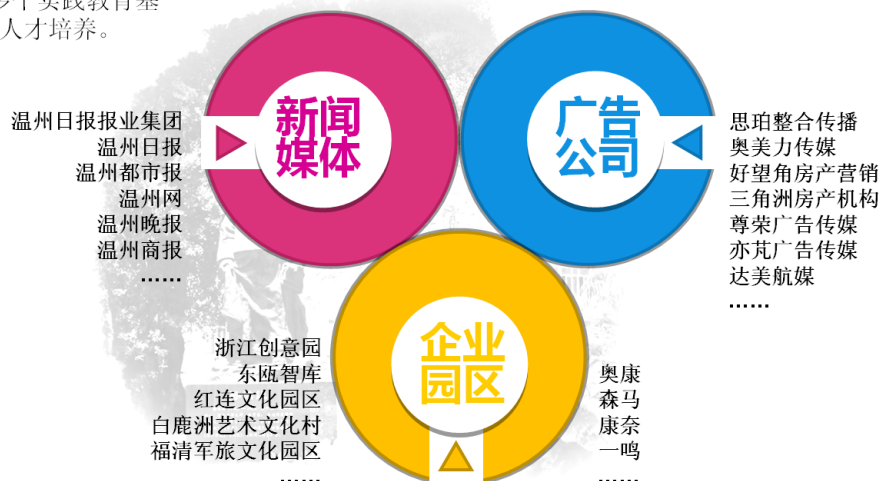 个实践教育基
人才培养。
新闻
媒体
温州日报报业集团
温州日报
温州都市报
温州网
温州晚报
温州商报
……
广告
公司
思珀整合传播
奥美力传媒
好望角房产营销
三角洲房产机构
尊荣广告传媒
亦芃广告传媒
达美航媒
……
企业
园区
浙江创意园
东瓯智库
红连文化园区
白鹿洲艺术文化村
福清军旅文化园区
……
奥康
森马
康奈
一鸣
……